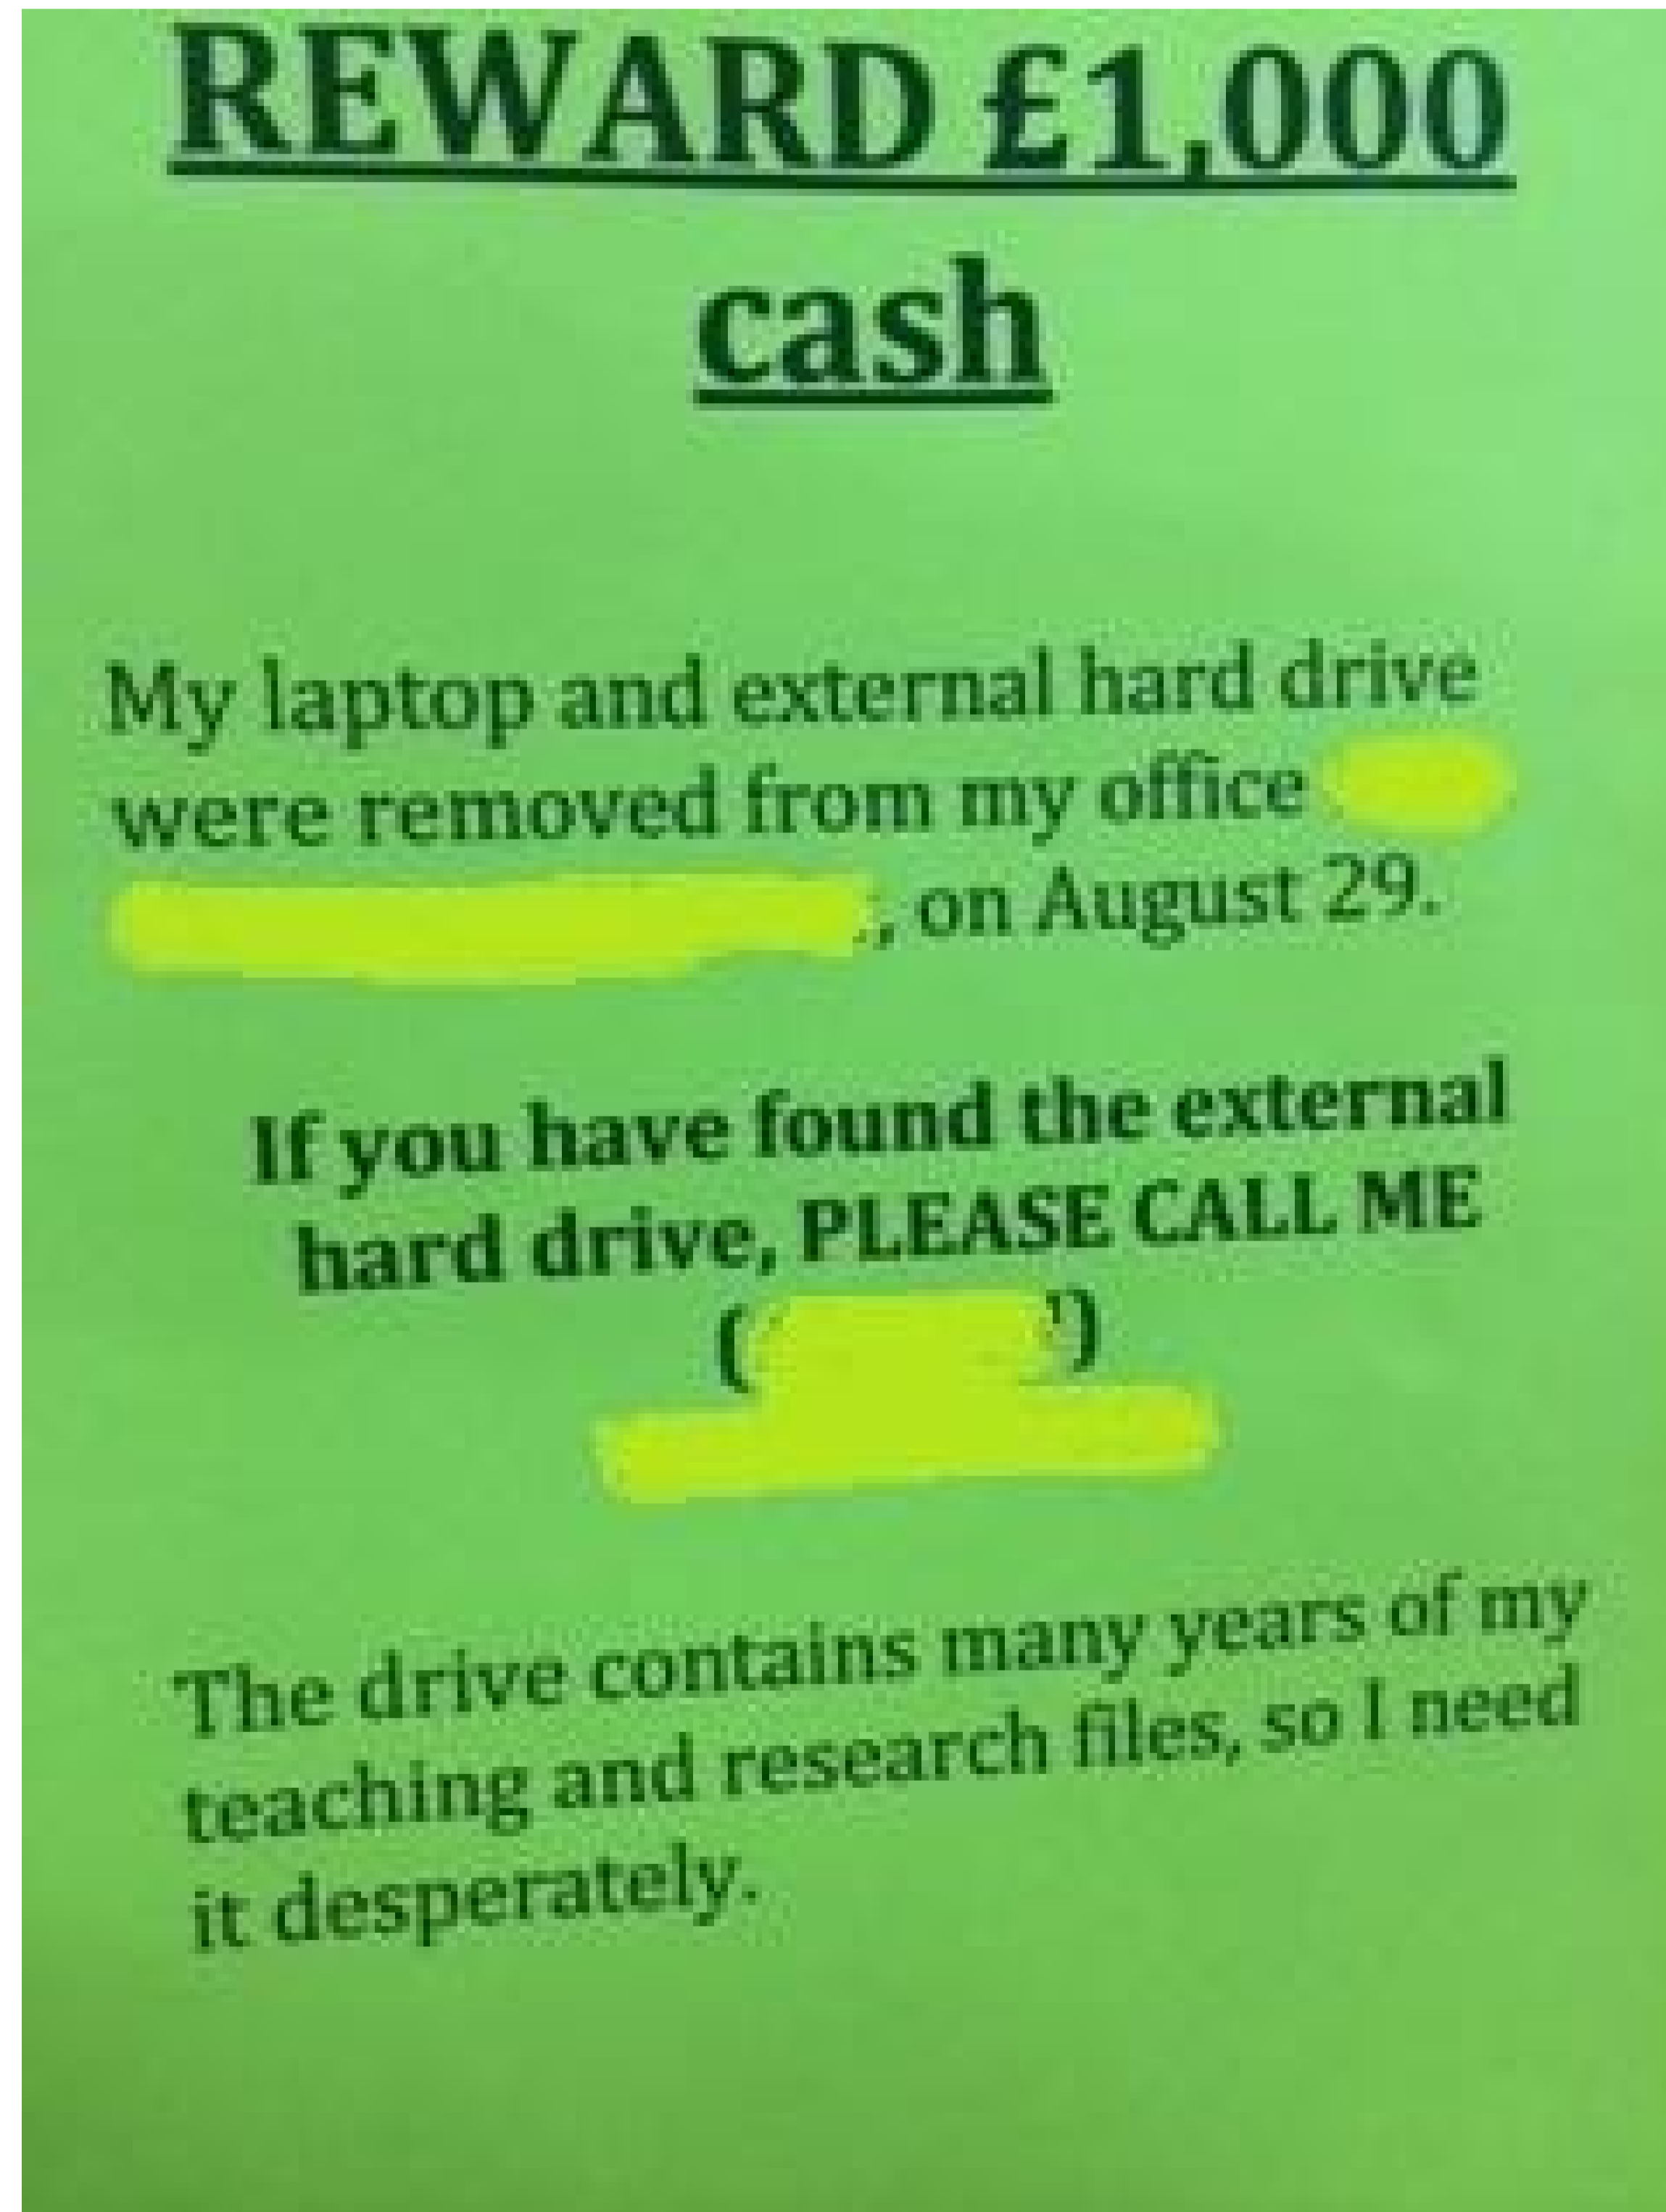 REWARD £1,000
cash
My laptop and external hard drive
were removed from my office
, on August 29.
If you have found the external
hard drive, PLEASE CALL ME
( )
The drive contains many years of my
teaching and research files, so I need
it desperately.